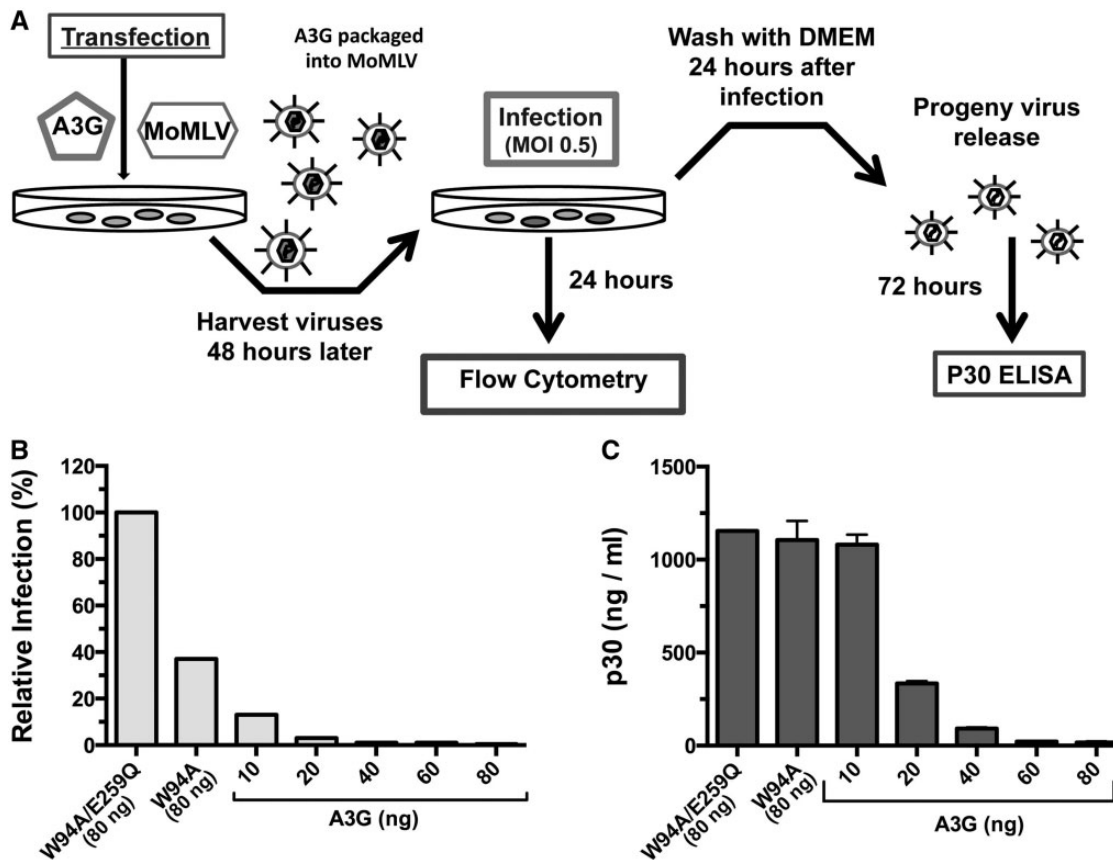 A
Transfection
A3G
MoMLV
A3G packaged
into MoMLV
Harvest viruses
48 hours later
Infection
(MOI 0.5)
24 hours
Flow Cytometry
Wash with DMEM
24 hours after
infection
Progeny virus
release
72 hours
P30 ELISA
B
Relative Infection (%)
120
100
80
60
40
20
0
W94A/E259Q
(80 ng)
W94A
(80 ng)
10
20
40
60
80
A3G (ng)
C
p30 (ng / ml)
1500
1000
500
0
W94A/E259Q
(80 ng)
W94A
(80 ng)
10
20
40
60
80
A3G (ng)